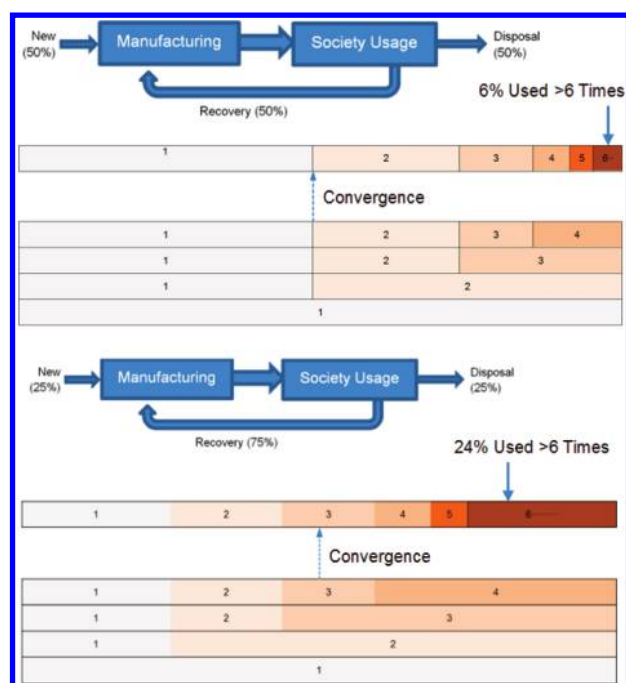 New
(50%)
Manufacturing
Society Usage
Disposal
(50%)
Recovery (50%)
6% Used >6 Times
1 2 3 4 5 6
Convergence
1 2 3 4
1 2 3
1 2
1
New
(25%)
Manufacturing
Society Usage
Disposal
(25%)
Recovery (75%)
24% Used >6 Times
1 2 3 4 5 6
Convergence
1 2 3 4
1 2 3
1 2
1